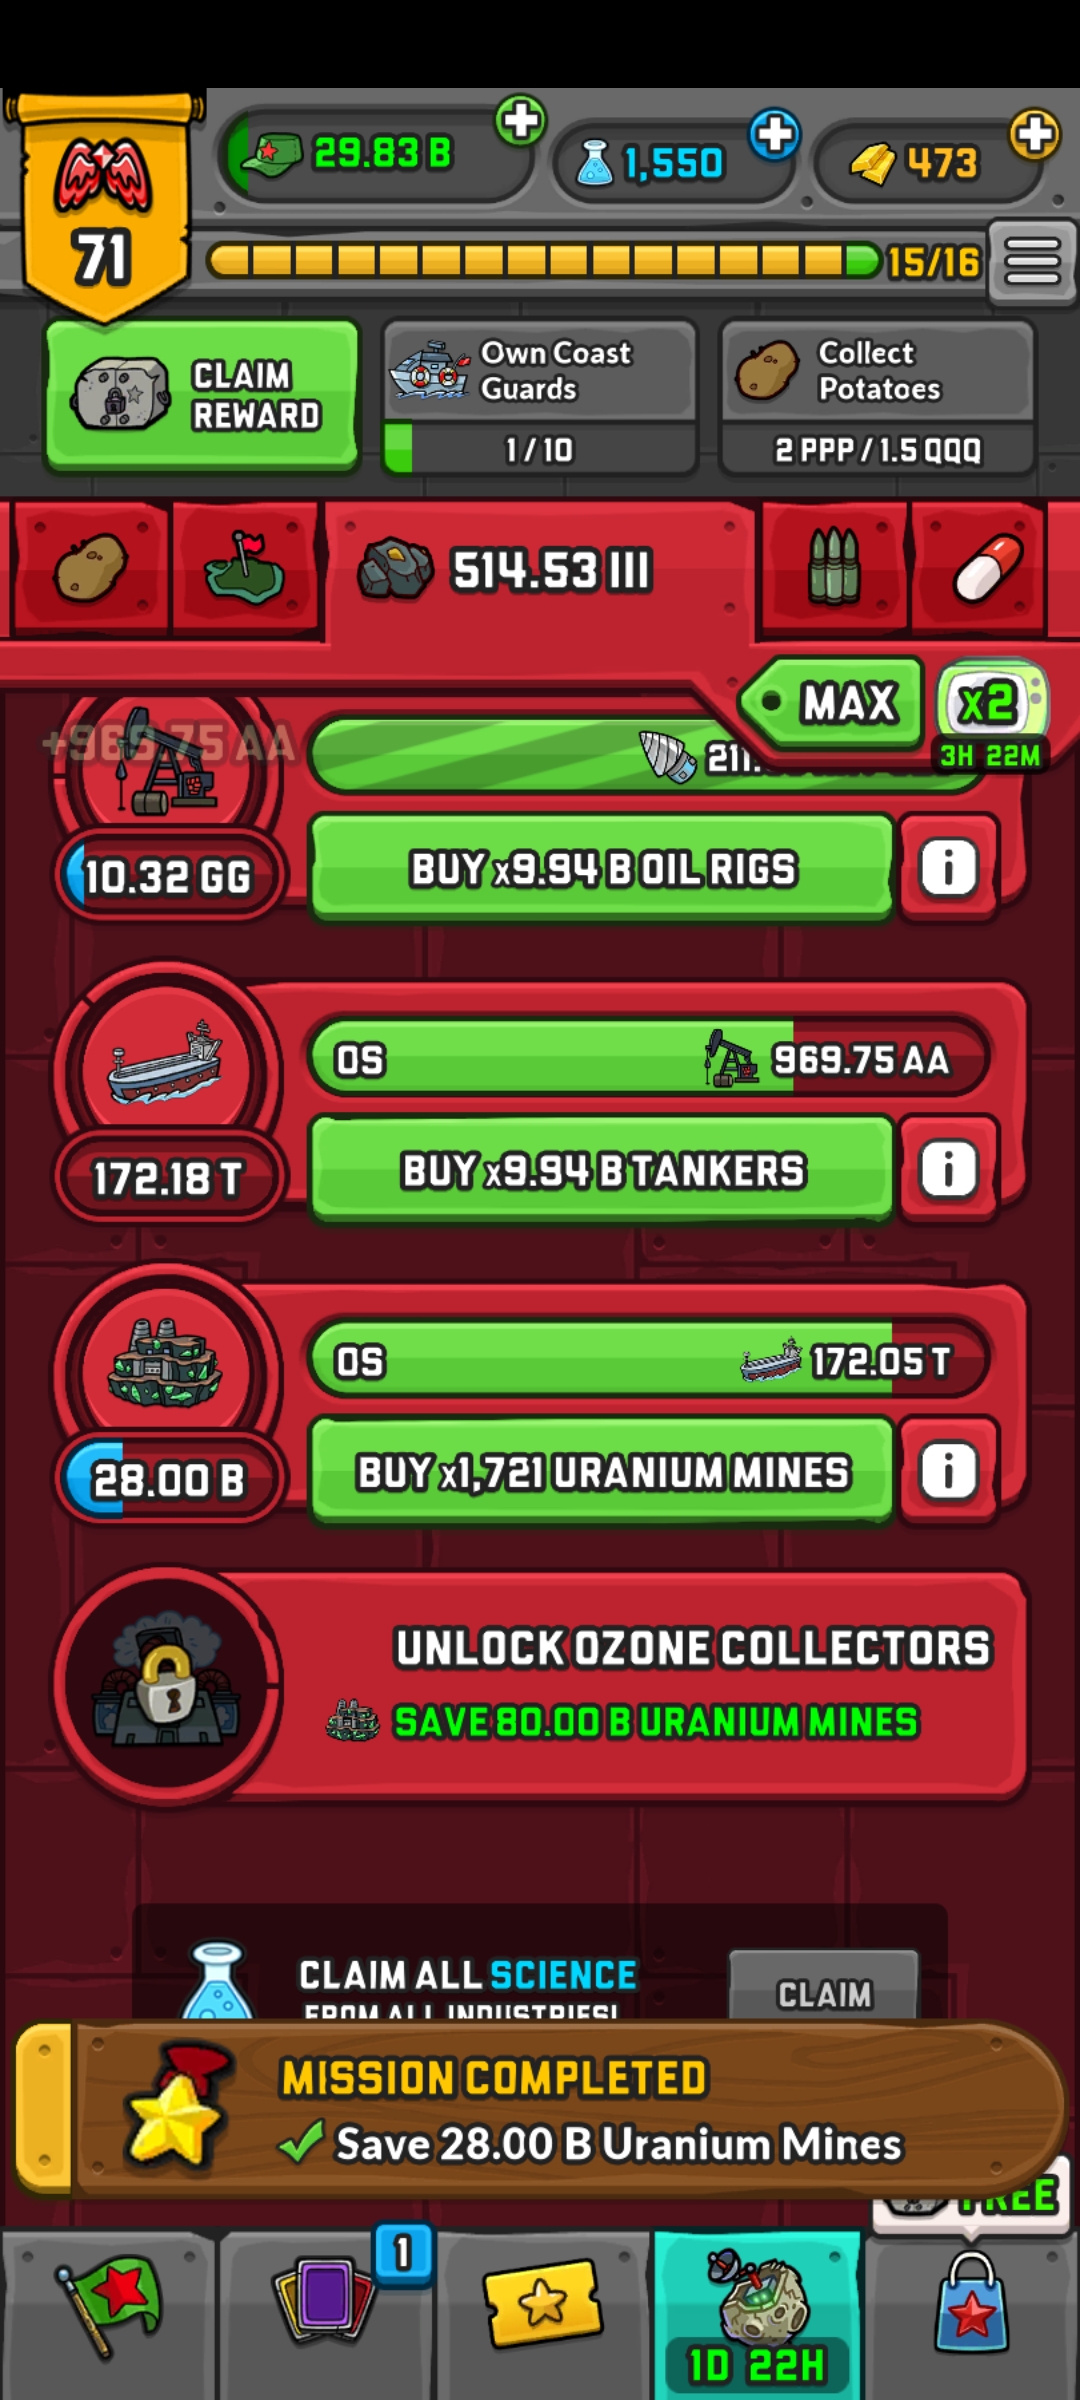 29.83 B
1,550
473
71
15/16
CLAIM
REWARD
Own Coast
Guards
1 / 10
Collect
Potatoes
2 PPP / 1.5 QQQ
514.53 III
MAX
x2
3H 22M
+969.75 AA
211.
10.32 GG
BUY x9.94 B OIL RIGS
i
0S
969.75 AA
172.18 T
BUY x9.94 B TANKERS
i
0S
172.05 T
28.00 B
BUY x1,721 URANIUM MINES
i
UNLOCK OZONE COLLECTORS
SAVE 80.00 B URANIUM MINES
CLAIM ALL SCIENCE
FROM ALL INDUSTRIES!
CLAIM
MISSION COMPLETED
Save 28.00 B Uranium Mines
FREE
1
1D 22H